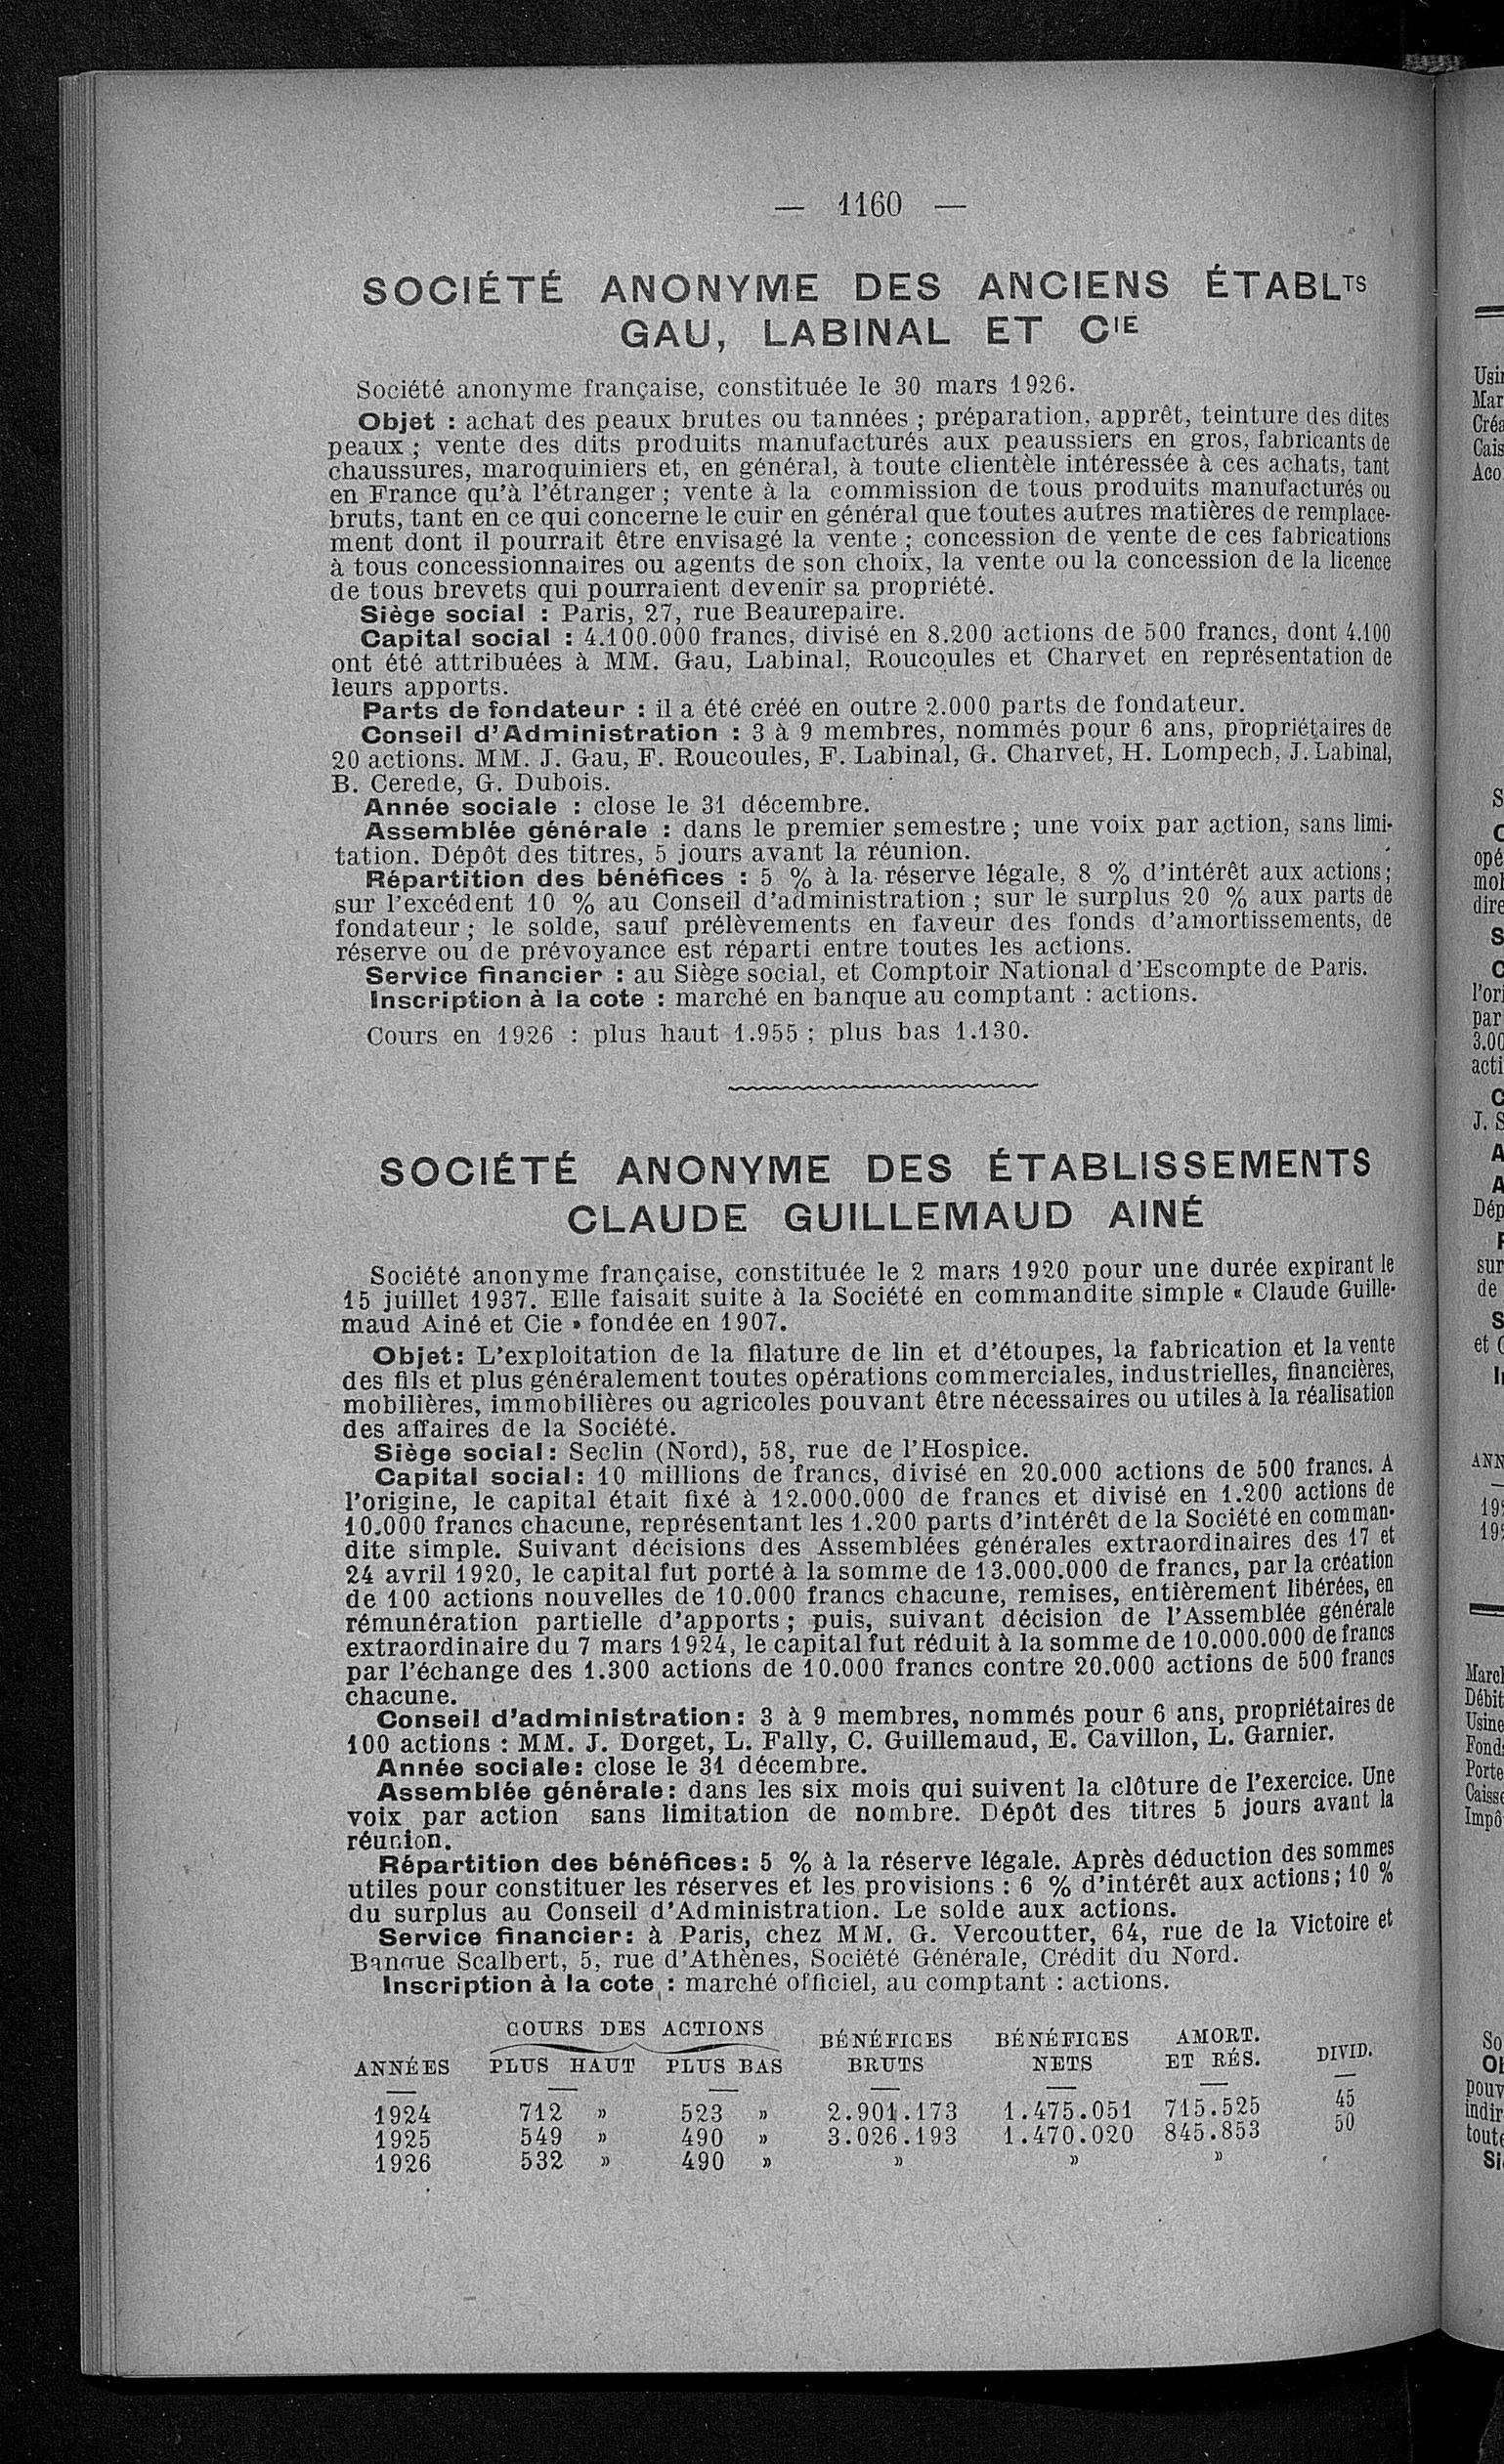 — 1160 —
SOCIÉTÉ ANONYME DES ANCIENS ÉTABLTS
GAU, LABINAL ET CIE
Société anonyme française, constituée le 30 mars 1926.
Objet : achat des peaux brutes ou tannées ; préparation, apprêt, teinture des dites
peaux ; vente des dits produits manufacturés aux peaussiers en gros, fabricants de
chaussures, maroquiniers et, en général, à toute clientèle intéressée à ces achats, tant
en France qu'à l'étranger ; vente à la commission de tous produits manufacturés ou
bruts, tant en ce qui concerne le cuir en général que toutes autres matières de remplace-
ment dont il pourrait être envisagé la vente ; concession de vente de ces fabrications
à tous concessionnaires ou agents de son choix, la vente ou la concession de la licence
de tous brevets qui pourraient devenir sa propriété.
Siège social : Paris, 27, rue Beaurepaire.
Capital social : 4.100.000 francs, divisé en 8.200 actions de 500 francs, dont 4.100
ont été attribuées à MM. Gau, Labinal, Roucoules et Charvet en représentation de
leurs apports.
Parts de fondateur : il a été créé en outre 2.000 parts de fondateur.
Conseil d'Administration : 3 à 9 membres, nommés pour 6 ans, propriétaires de
20 actions. MM. J. Gau, F. Roucoules, F. Labinal, G. Charvet, H. Lompech, J. Labinal,
B. Cerede, G. Dubois.
Année sociale : close le 31 décembre.
Assemblée générale : dans le premier semestre ; une voix par action, sans limi-
tation. Dépôt des titres, 5 jours avant la réunion.
Répartition des bénéfices : 5 % à la réserve légale, 8 % d'intérêt aux actions ;
sur l'excédent 10 % au Conseil d'administration ; sur le surplus 20 % aux parts de
fondateur ; le solde, sauf prélèvements en faveur des fonds d'amortissements, de
réserve ou de prévoyance est réparti entre toutes les actions.
Service financier : au Siège social, et Comptoir National d'Escompte de Paris.
Inscription à la cote : marché en banque au comptant : actions.
Cours en 1926 : plus haut 1.955 ; plus bas 1.130.
SOCIÉTÉ ANONYME DES ÉTABLISSEMENTS
CLAUDE GUILLEMAUD AINÉ
Société anonyme française, constituée le 2 mars 1920 pour une durée expirant le
15 juillet 1937. Elle faisait suite à la Société en commandite simple « Claude Guille-
maud Ainé et Cie » fondée en 1907.
Objet : L'exploitation de la filature de lin et d'étoupes, la fabrication et la vente
des fils et plus généralement toutes opérations commerciales, industrielles, financières,
mobilières, immobilières ou agricoles pouvant être nécessaires ou utiles à la réalisation
des affaires de la Société.
Siège social : Seclin (Nord), 58, rue de l'Hospice.
Capital social : 10 millions de francs, divisé en 20.000 actions de 500 francs. A
l'origine, le capital était fixé à 12.000.000 de francs et divisé en 1.200 actions de
10.000 francs chacune, représentant les 1.200 parts d'intérêt de la Société en comman-
dite simple. Suivant décisions des Assemblées générales extraordinaires des 17 et
24 avril 1920, le capital fut porté à la somme de 13.000.000 de francs, par la création
de 100 actions nouvelles de 10.000 francs chacune, remises, entièrement libérées, en
rémunération partielle d'apports ; puis, suivant décision de l'Assemblée générale
extraordinaire du 7 mars 1924, le capital fut réduit à la somme de 10.000.000 de francs
par l'échange des 1.300 actions de 10.000 francs contre 20.000 actions de 500 francs
chacune.
Conseil d'administration : 3 à 9 membres, nommés pour 6 ans, propriétaires de
100 actions : MM. J. Dorget, L. Fally, C. Guillemaud, E. Cavillon, L. Garnier.
Année sociale : close le 31 décembre.
Assemblée générale : dans les six mois qui suivent la clôture de l'exercice. Une
voix par action sans limitation de nombre. Dépôt des titres 5 jours avant la
réunion.
Répartition des bénéfices : 5 % à la réserve légale. Après déduction des sommes
utiles pour constituer les réserves et les provisions : 6 % d'intérêt aux actions ; 10 %
du surplus au Conseil d'Administration. Le solde aux actions.
Service financier : à Paris, chez MM. G. Vercoutter, 64, rue de la Victoire et
Banque Scalbert, 5, rue d'Athènes, Société Générale, Crédit du Nord.
Inscription à la cote : marché officiel, au comptant : actions.
COURS DES ACTIONS BÉNÉFICES BÉNÉFICES AMORT.
ANNÉES PLUS HAUT PLUS BAS BRUTS NETS ET RÉS. DIVID.
1924 712 » 523 » 2.901.173 1.475.051 715.525 45
1925 549 » 490 » 3.026.193 1.470.020 845.853 50
1926 532 » 490 » » » »